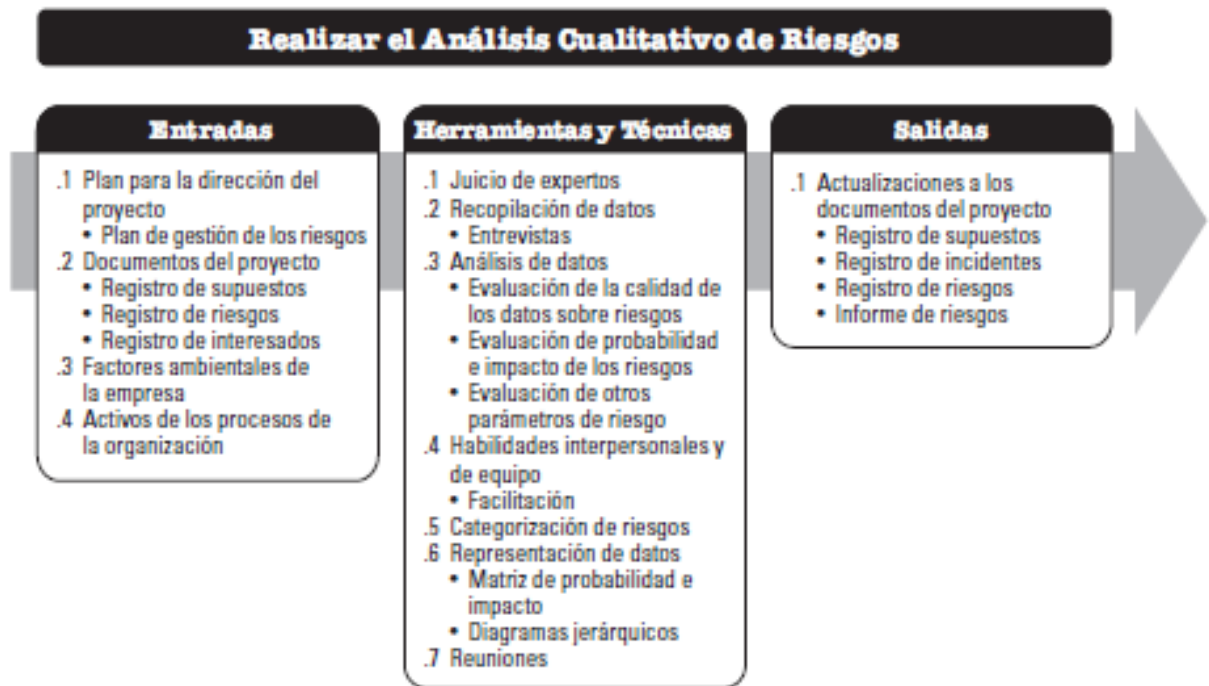 Realizar el Análisis Cualitativo de Riesgos
Entradas
.1 Plan para la dirección del
proyecto
• Plan de gestión de los riesgos
.2 Documentos del proyecto
• Registro de supuestos
• Registro de riesgos
• Registro de interesados
.3 Factores ambientales de
la empresa
.4 Activos de los procesos de
la organización
Herramientas y Técnicas
.1 Juicio de expertos
.2 Recopilación de datos
• Entrevistas
.3 Análisis de datos
• Evaluación de la calidad de
los datos sobre riesgos
• Evaluación de probabilidad
e impacto de los riesgos
• Evaluación de otros
parámetros de riesgo
.4 Habilidades interpersonales y
de equipo
• Facilitación
.5 Categorización de riesgos
.6 Representación de datos
• Matriz de probabilidad e
impacto
• Diagramas jerárquicos
.7 Reuniones
Salidas
.1 Actualizaciones a los
documentos del proyecto
• Registro de supuestos
• Registro de incidentes
• Registro de riesgos
• Informe de riesgos